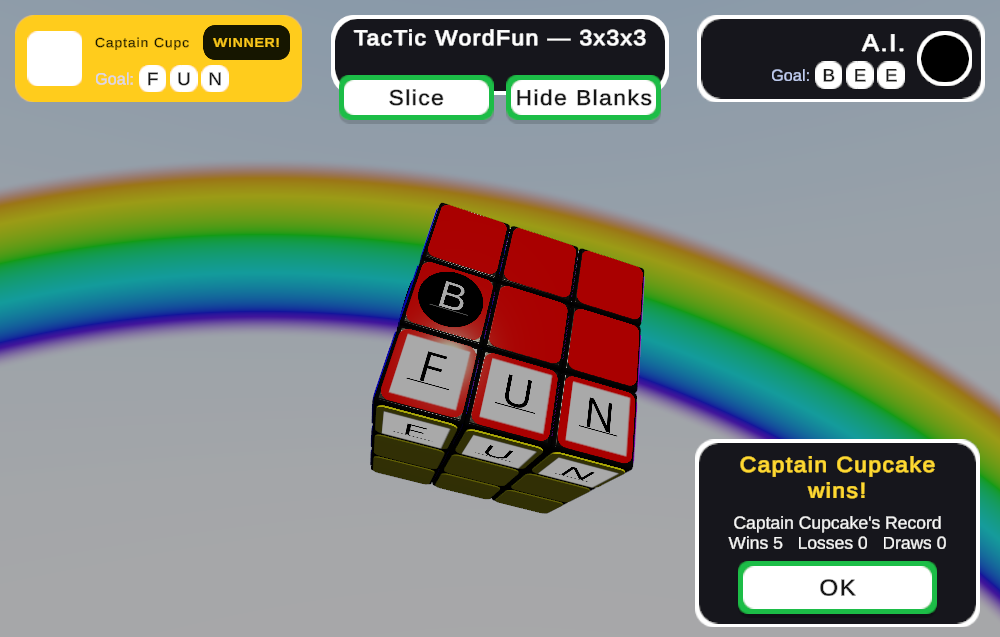 Captain Cupc
WINNER!
Goal: F U N
TacTic WordFun — 3x3x3
Slice
Hide Blanks
A.I.
Goal: B E E
B
F U N
F U N
Captain Cupcake
wins!
Captain Cupcake's Record
Wins 5 Losses 0 Draws 0
OK